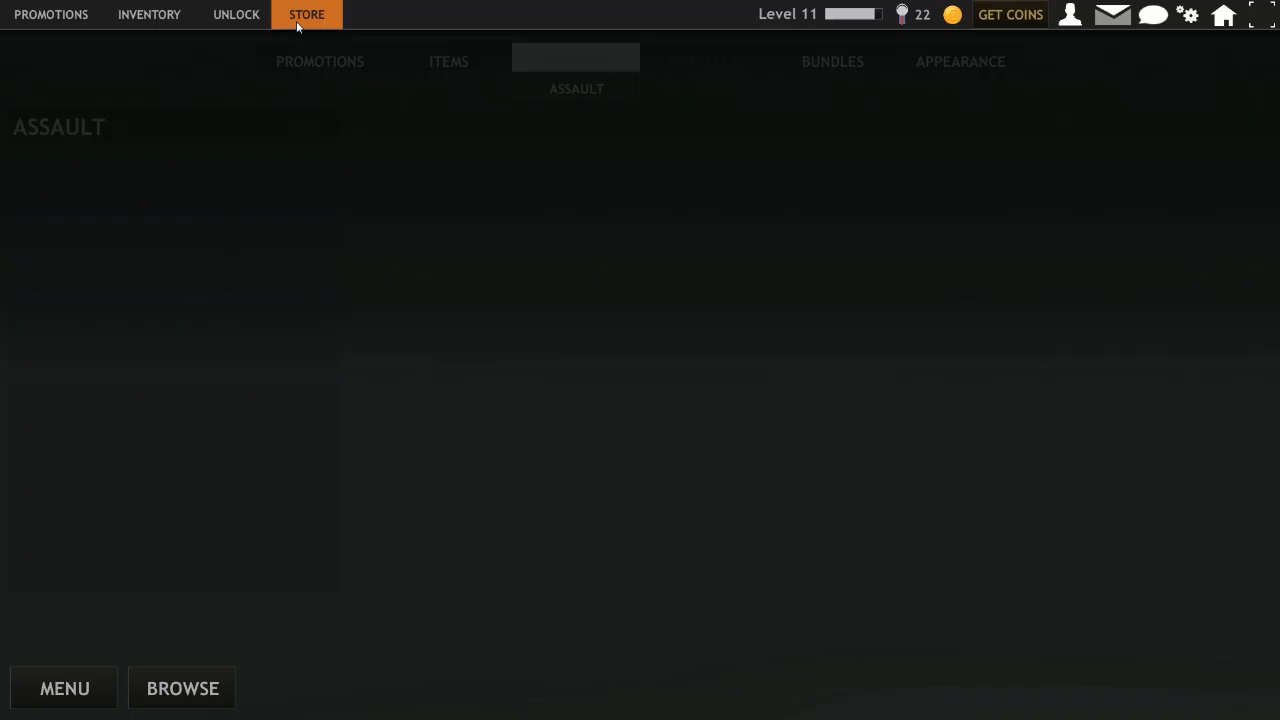 PROMOTIONS INVENTORY UNLOCK STORE Level 11 22 GET COINS
PROMOTIONS ITEMS BUNDLES APPEARANCE
ASSAULT
ASSAULT
MENU BROWSE